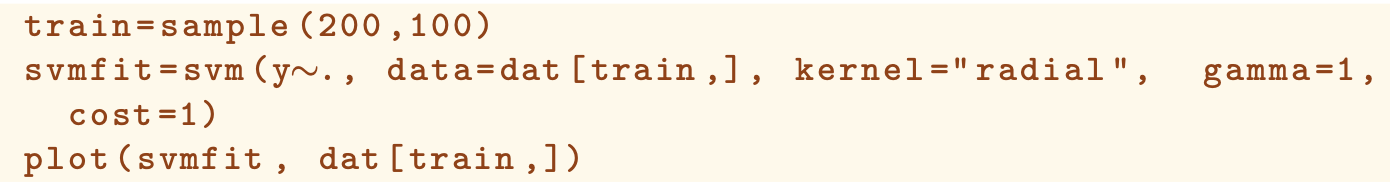 train=sample(200,100)
svmfit=svm(y∼., data=dat[train,], kernel="radial", gamma=1,
cost=1)
plot(svmfit, dat[train,])